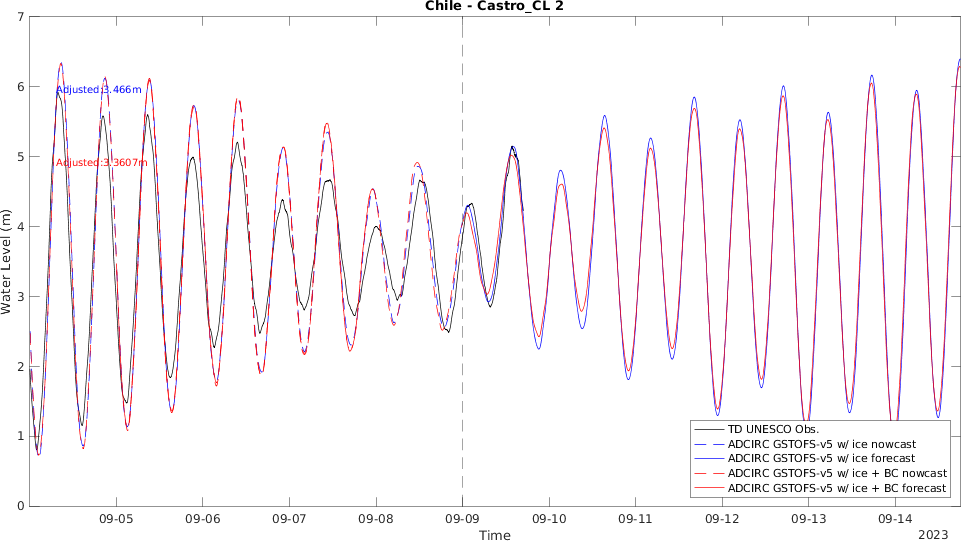 Chile - Castro_CL 2
7
6
5
4
3
2
1
0
Water Level (m)
Adjusted:3.466m
Adjusted:3.3607m
TD UNESCO Obs.
ADCIRC GSTOFS-v5 w/ ice nowcast
ADCIRC GSTOFS-v5 w/ ice forecast
ADCIRC GSTOFS-v5 w/ ice + BC nowcast
ADCIRC GSTOFS-v5 w/ ice + BC forecast
09-05
09-06
09-07
09-08
09-09
09-10
09-11
09-12
09-13
09-14
Time
2023